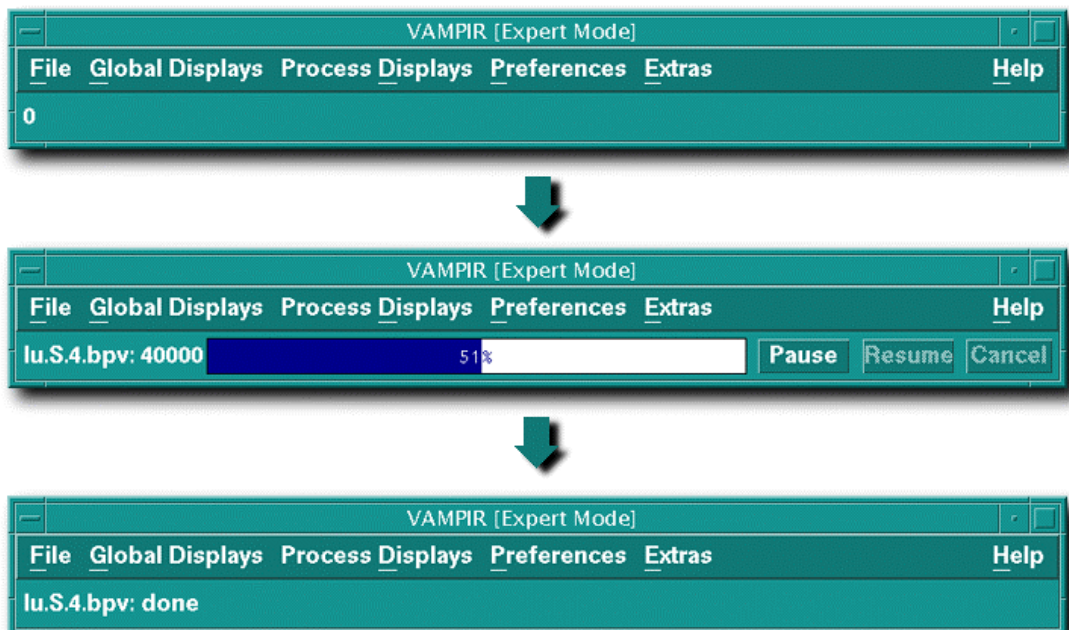 VAMPIR [Expert Mode]
File Global Displays Process Displays Preferences Extras Help
0
VAMPIR [Expert Mode]
File Global Displays Process Displays Preferences Extras Help
lu.S.4.bpv: 40000 51% Pause Resume Cancel
VAMPIR [Expert Mode]
File Global Displays Process Displays Preferences Extras Help
lu.S.4.bpv: done